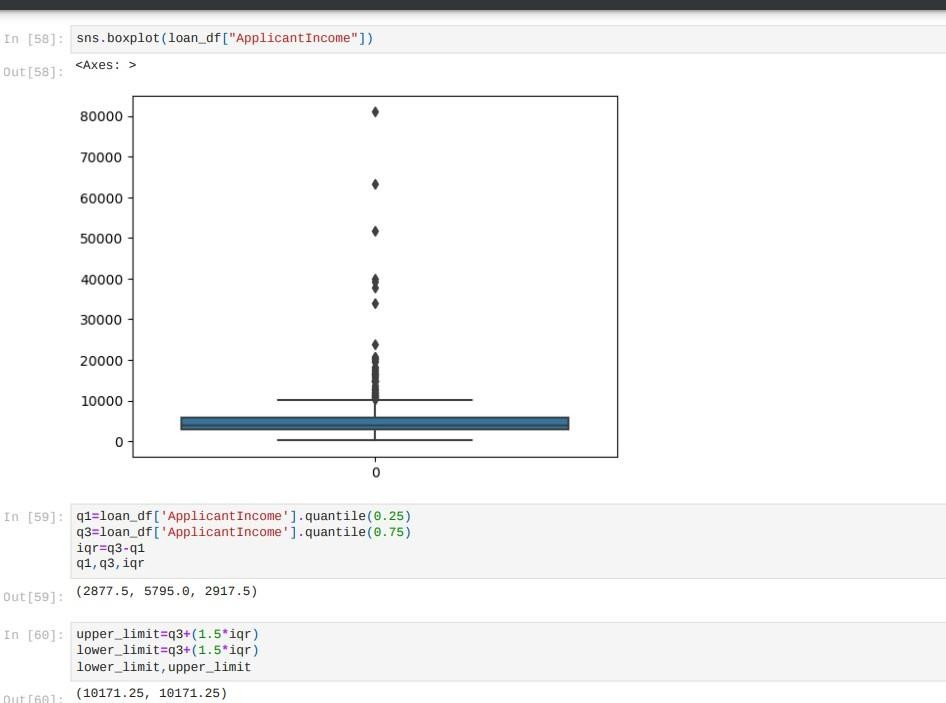 In [58]: sns.boxplot(loan_df["ApplicantIncome"])
Out[58]: <Axes: >
80000
70000
60000
50000
40000
30000
20000
10000
0
0
In [59]: q1=loan_df['ApplicantIncome'].quantile(0.25)
q3=loan_df['ApplicantIncome'].quantile(0.75)
iqr=q3-q1
q1,q3,iqr
Out[59]: (2877.5, 5795.0, 2917.5)
In [60]: upper_limit=q3+(1.5*iqr)
lower_limit=q3+(1.5*iqr)
lower_limit,upper_limit
Out[60]: (10171.25, 10171.25)